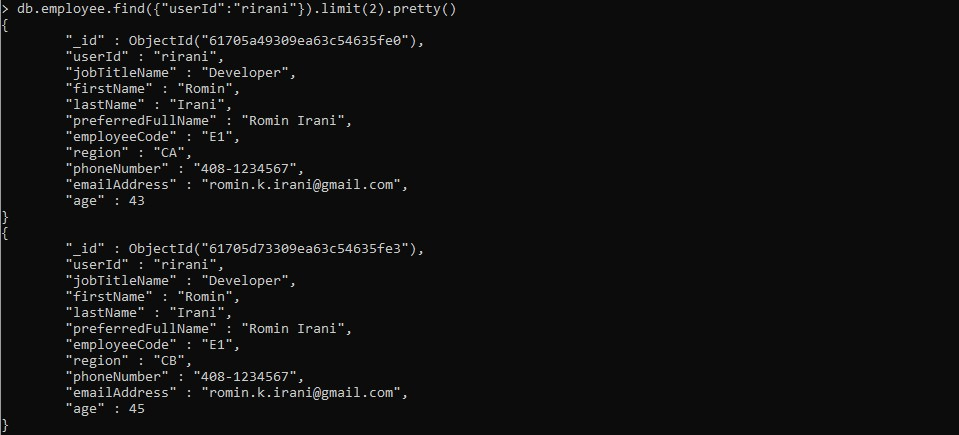 > db.employee.find({"userId":"rirani"}).limit(2).pretty()
{
        "_id" : ObjectId("61705a49309ea63c54635fe0"),
        "userId" : "rirani",
        "jobTitleName" : "Developer",
        "firstName" : "Romin",
        "lastName" : "Irani",
        "preferredFullName" : "Romin Irani",
        "employeeCode" : "E1",
        "region" : "CA",
        "phoneNumber" : "408-1234567",
        "emailAddress" : "romin.k.irani@gmail.com",
        "age" : 43
}
{
        "_id" : ObjectId("61705d73309ea63c54635fe3"),
        "userId" : "rirani",
        "jobTitleName" : "Developer",
        "firstName" : "Romin",
        "lastName" : "Irani",
        "preferredFullName" : "Romin Irani",
        "employeeCode" : "E1",
        "region" : "CB",
        "phoneNumber" : "408-1234567",
        "emailAddress" : "romin.k.irani@gmail.com",
        "age" : 45
}